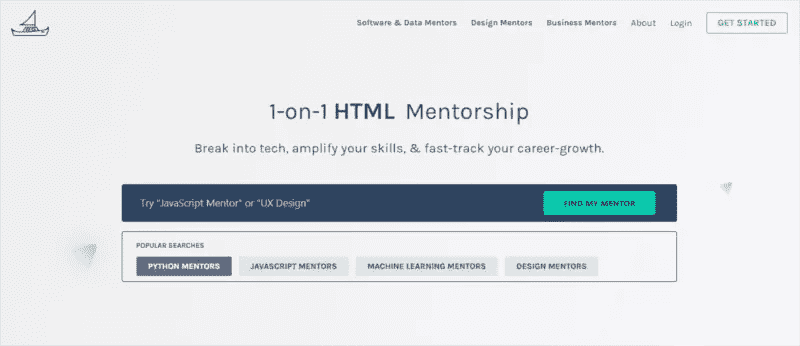 Software & Data Mentors Design Mentors Business Mentors About Login GET STARTED
1-on-1 HTML Mentorship
Break into tech, amplify your skills, & fast-track your career-growth.
Try "JavaScript Mentor" or "UX Design" FIND MY MENTOR
POPULAR SEARCHES
PYTHON MENTORS JAVASCRIPT MENTORS MACHINE LEARNING MENTORS DESIGN MENTORS